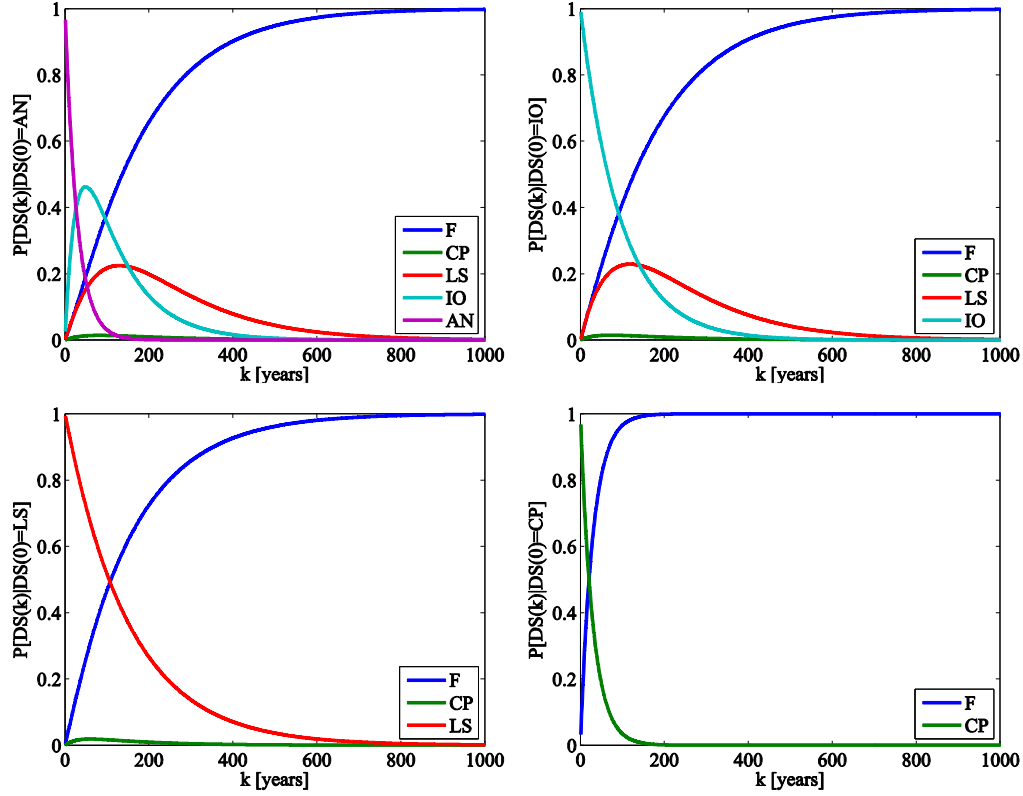 P[DS(k)|DS(0)=AN]
1
0.8
0.6
0.4
0.2
0
0 200 400 600 800 1000
k [years]
F
CP
LS
IO
AN
P[DS(k)|DS(0)=IO]
1
0.8
0.6
0.4
0.2
0
0 200 400 600 800 1000
k [years]
F
CP
LS
IO
P[DS(k)|DS(0)=LS]
1
0.8
0.6
0.4
0.2
0
0 200 400 600 800 1000
k [years]
F
CP
LS
P[DS(k)|DS(0)=CP]
1
0.8
0.6
0.4
0.2
0
0 200 400 600 800 1000
k [years]
F
CP